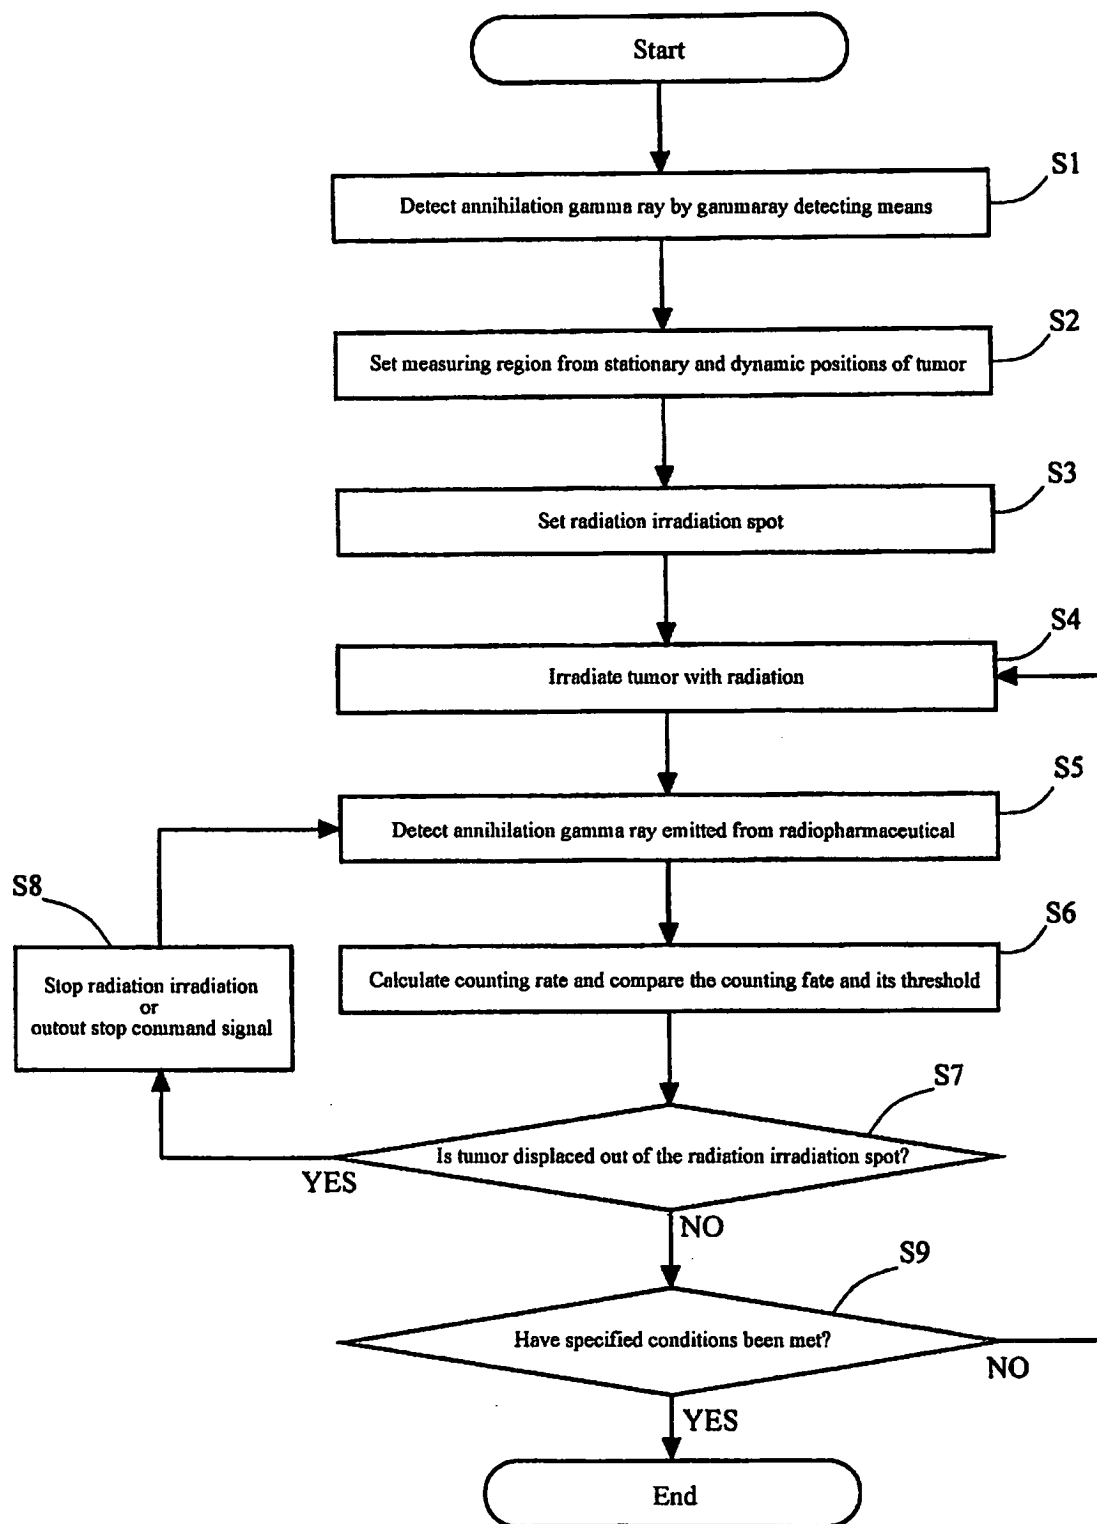 Start
S1
Detect annihilation gamma ray by gammaray detecting means
S2
Set measuring region from stationary and dynamic positions of tumor
S3
Set radiation irradiation spot
S4
Irradiate tumor with radiation
S5
Detect annihilation gamma ray emitted from radiopharmaceutical
S8
S6
Stop radiation irradiation
or
outout stop command signal
Calculate counting rate and compare the counting fate and its threshold
S7
Is tumor displaced out of the radiation irradiation spot?
YES
NO
S9
Have specified conditions been met?
NO
YES
End